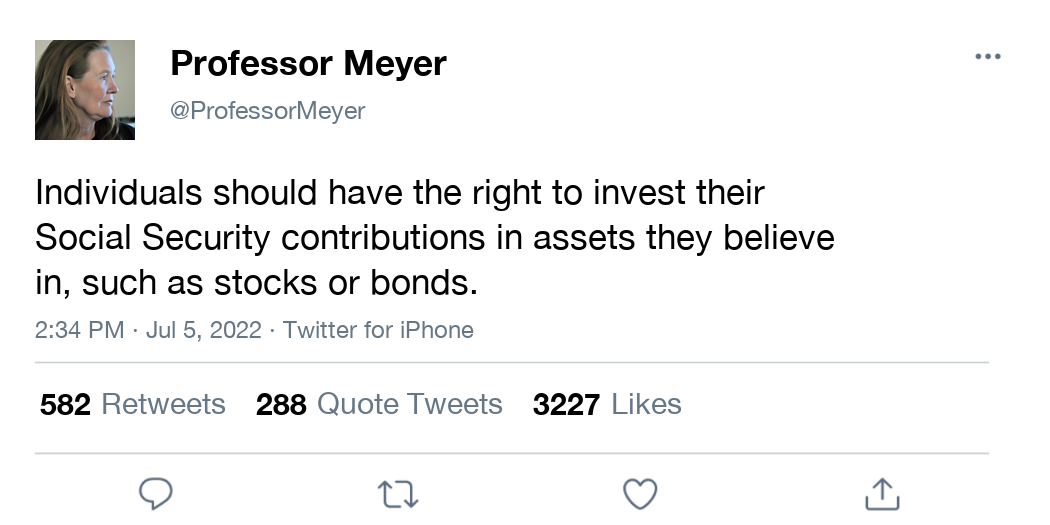 Professor Meyer
@ProfessorMeyer
Individuals should have the right to invest their
Social Security contributions in assets they believe
in, such as stocks or bonds.
2:34 PM · Jul 5, 2022 · Twitter for iPhone
582 Retweets 288 Quote Tweets 3227 Likes